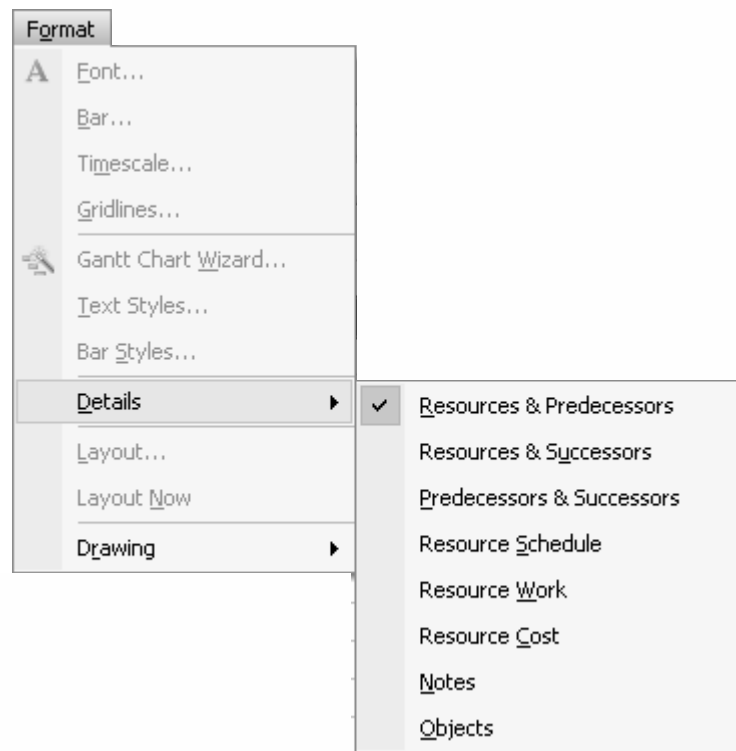 Format
A Font...
Bar...
Timescale...
Gridlines...
Gantt Chart Wizard...
Text Styles...
Bar Styles...
Details
Resources & Predecessors
Resources & Successors
Predecessors & Successors
Resource Schedule
Resource Work
Resource Cost
Notes
Objects
Layout...
Layout Now
Drawing